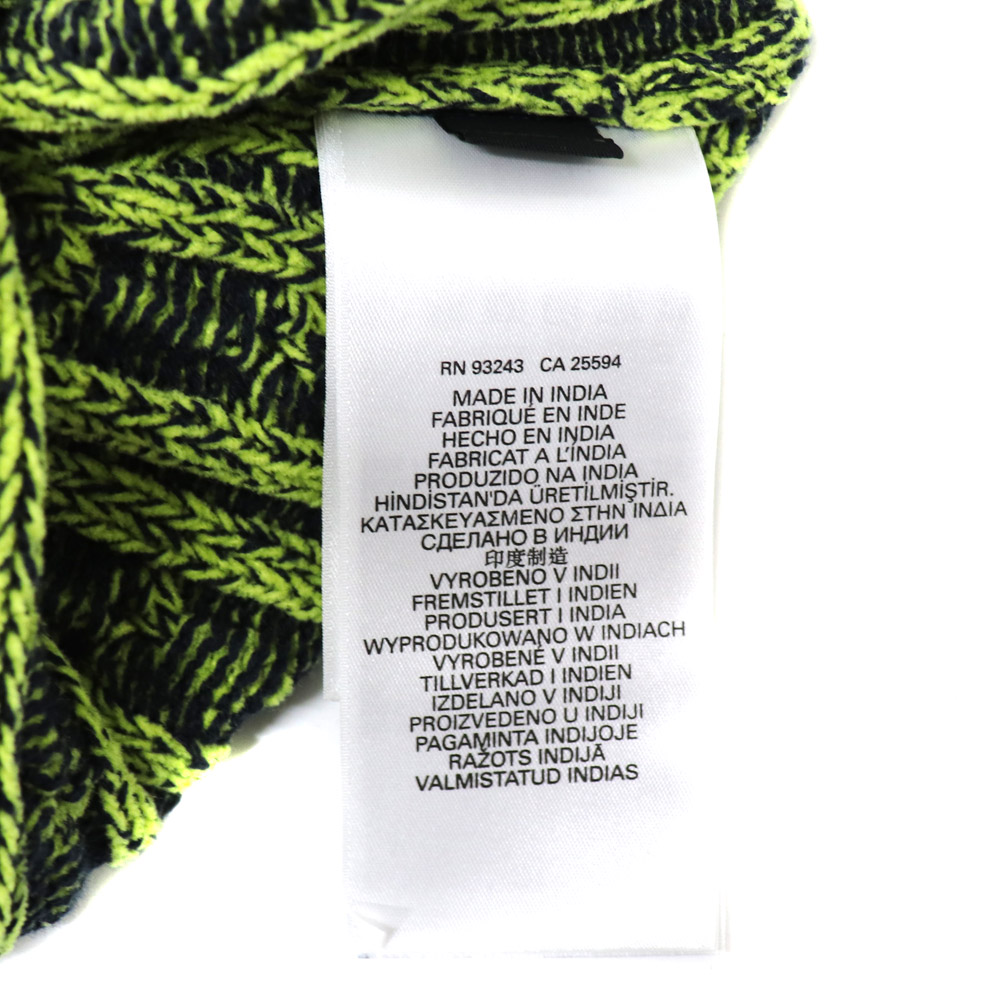 RN 93243 CA 25594
MADE IN INDIA
FABRIQUÉ EN INDE
HECHO EN INDIA
FABRICAT A L'ÍNDIA
PRODUZIDO NA INDIA
HİNDİSTAN'DA ÜRETİLMİŞTİR.
ΚΑΤΑΣΚΕΥΑΣΜΕΝΟ ΣΤΗΝ ΙΝΔΙΑ
СДЕЛАНО В ИНДИИ
印度制造
VYROBENO V INDII
FREMSTILLET I INDIEN
PRODUSERT I INDIA
WYPRODUKOWANO W INDIACH
VYROBENÉ V INDII
TILLVERKAD I INDIEN
IZDELANO V INDIJI
PROIZVEDENO U INDIJI
PAGAMINTA INDIJOJE
RAŽOTS INDIJĀ
VALMISTATUD INDIAS